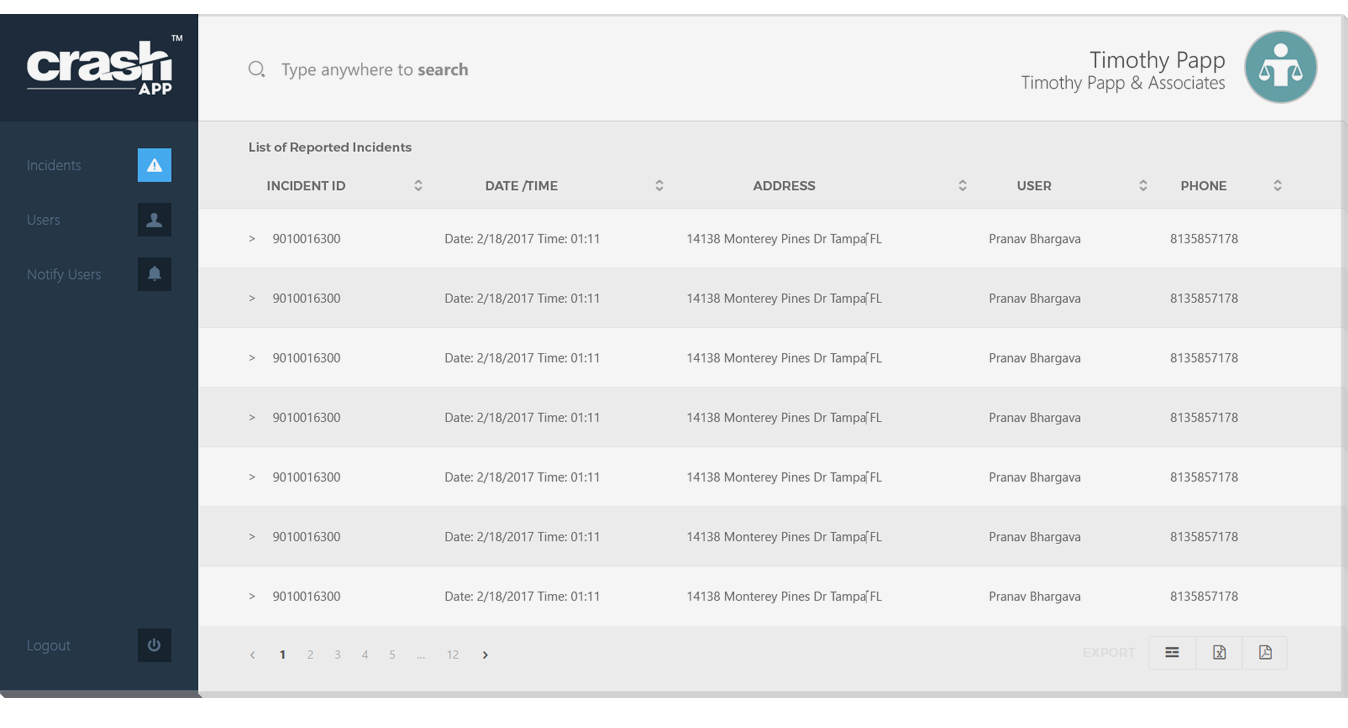 crash™
APP
Type anywhere to search
Timothy Papp
Timothy Papp & Associates
Incidents
Users
Notify Users
Logout
List of Reported Incidents
INCIDENT ID DATE /TIME ADDRESS USER PHONE
> 9010016300 Date: 2/18/2017 Time: 01:11 14138 Monterey Pines Dr Tampa FL Pranav Bhargava 8135857178
> 9010016300 Date: 2/18/2017 Time: 01:11 14138 Monterey Pines Dr Tampa FL Pranav Bhargava 8135857178
> 9010016300 Date: 2/18/2017 Time: 01:11 14138 Monterey Pines Dr Tampa FL Pranav Bhargava 8135857178
> 9010016300 Date: 2/18/2017 Time: 01:11 14138 Monterey Pines Dr Tampa FL Pranav Bhargava 8135857178
> 9010016300 Date: 2/18/2017 Time: 01:11 14138 Monterey Pines Dr Tampa FL Pranav Bhargava 8135857178
> 9010016300 Date: 2/18/2017 Time: 01:11 14138 Monterey Pines Dr Tampa FL Pranav Bhargava 8135857178
> 9010016300 Date: 2/18/2017 Time: 01:11 14138 Monterey Pines Dr Tampa FL Pranav Bhargava 8135857178
< 1 2 3 4 5 ... 12 >
EXPORT